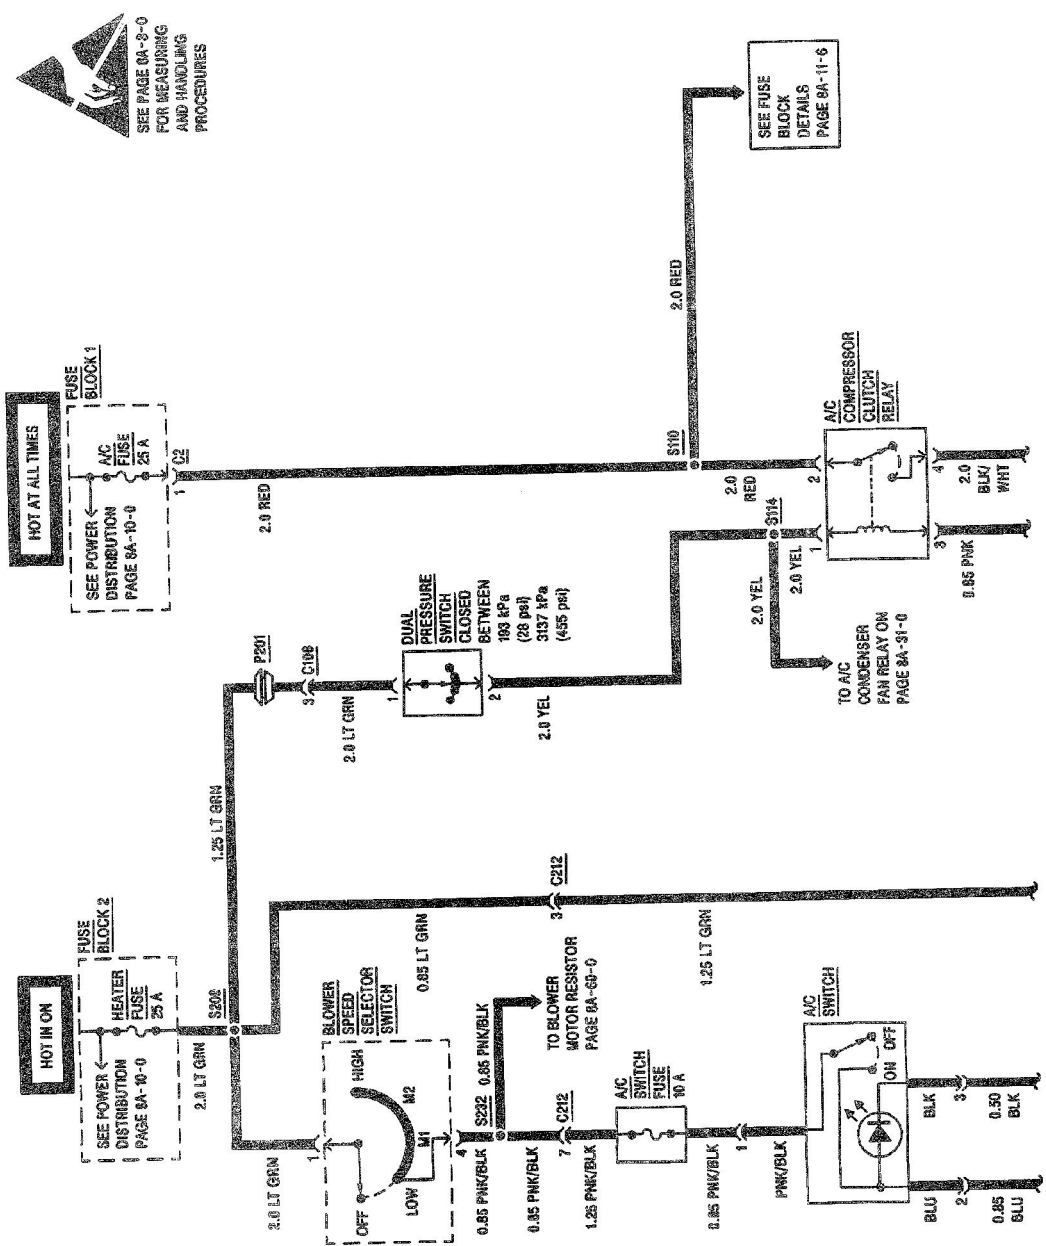 HOT IN ON
FUSE
BLOCK 2
HEATER
FUSE
25 A
SEE POWER
DISTRIBUTION
PAGE 8A-10-0
2.0 LT GRN
S208
2.0 LT GRN
1
BLOWER
SPEED
SELECTOR
SWITCH
HIGH
M2
M1
LOW
OFF
4
0.85 PNK/BLK
S232
0.85 PNK/BLK
TO BLOWER
MOTOR RESISTOR
PAGE 8A-60-0
0.85 PNK/BLK
7
C212
1.25 PNK/BLK
A/C
SWITCH
FUSE
10 A
0.85 PNK/BLK
1
PNK/BLK
A/C
SWITCH
ON
OFF
BLU
2
0.85
BLU
BLK
3
0.50
BLK
0.85 LT GRN
3
C212
1.25 LT GRN
1.25 LT GRN
P201
3
C108
2.0 LT GRN
1
DUAL
PRESSURE
SWITCH
CLOSED
BETWEEN
193 kPa
(28 psi)
3137 kPa
(455 psi)
2
2.0 YEL
HOT AT ALL TIMES
FUSE
BLOCK 1
A/C
FUSE
25 A
SEE POWER
DISTRIBUTION
PAGE 8A-10-0
1
C2
2.0 RED
S110
2.0 RED
SEE FUSE
BLOCK
DETAILS
PAGE 8A-11-6
2.0
RED
2
S114
2.0 YEL
TO A/C
CONDENSER
FAN RELAY ON
PAGE 8A-31-0
2.0 YEL
1
A/C
COMPRESSOR
CLUTCH
RELAY
3
0.85 PNK
4
2.0
BLK/
WHT
SEE PAGE 8A-3-0
FOR MEASURING
AND HANDLING
PROCEDURES